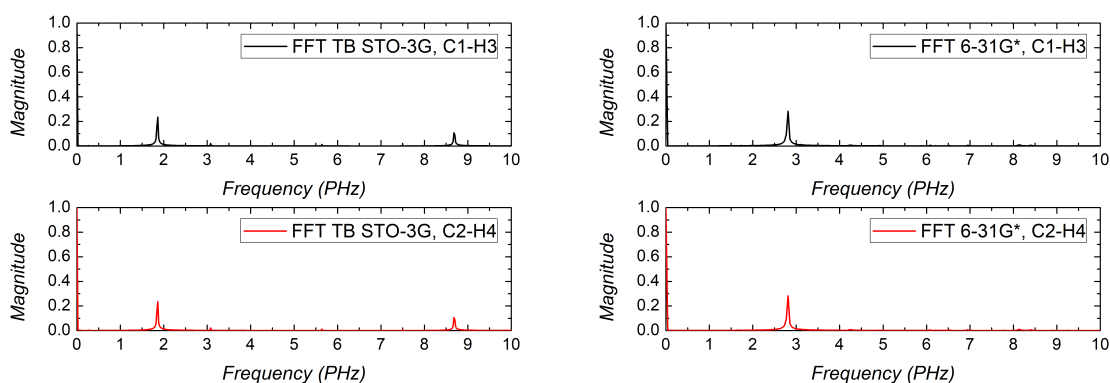 1.0
0.8
0.6
0.4
0.2
0.0
Magnitude
FFT TB STO-3G, C1-H3
0 1 2 3 4 5 6 7 8 9 10
Frequency (PHz)
1.0
0.8
0.6
0.4
0.2
0.0
Magnitude
FFT 6-31G*, C1-H3
0 1 2 3 4 5 6 7 8 9 10
Frequency (PHz)
1.0
0.8
0.6
0.4
0.2
0.0
Magnitude
FFT TB STO-3G, C2-H4
0 1 2 3 4 5 6 7 8 9 10
Frequency (PHz)
1.0
0.8
0.6
0.4
0.2
0.0
Magnitude
FFT 6-31G*, C2-H4
0 1 2 3 4 5 6 7 8 9 10
Frequency (PHz)